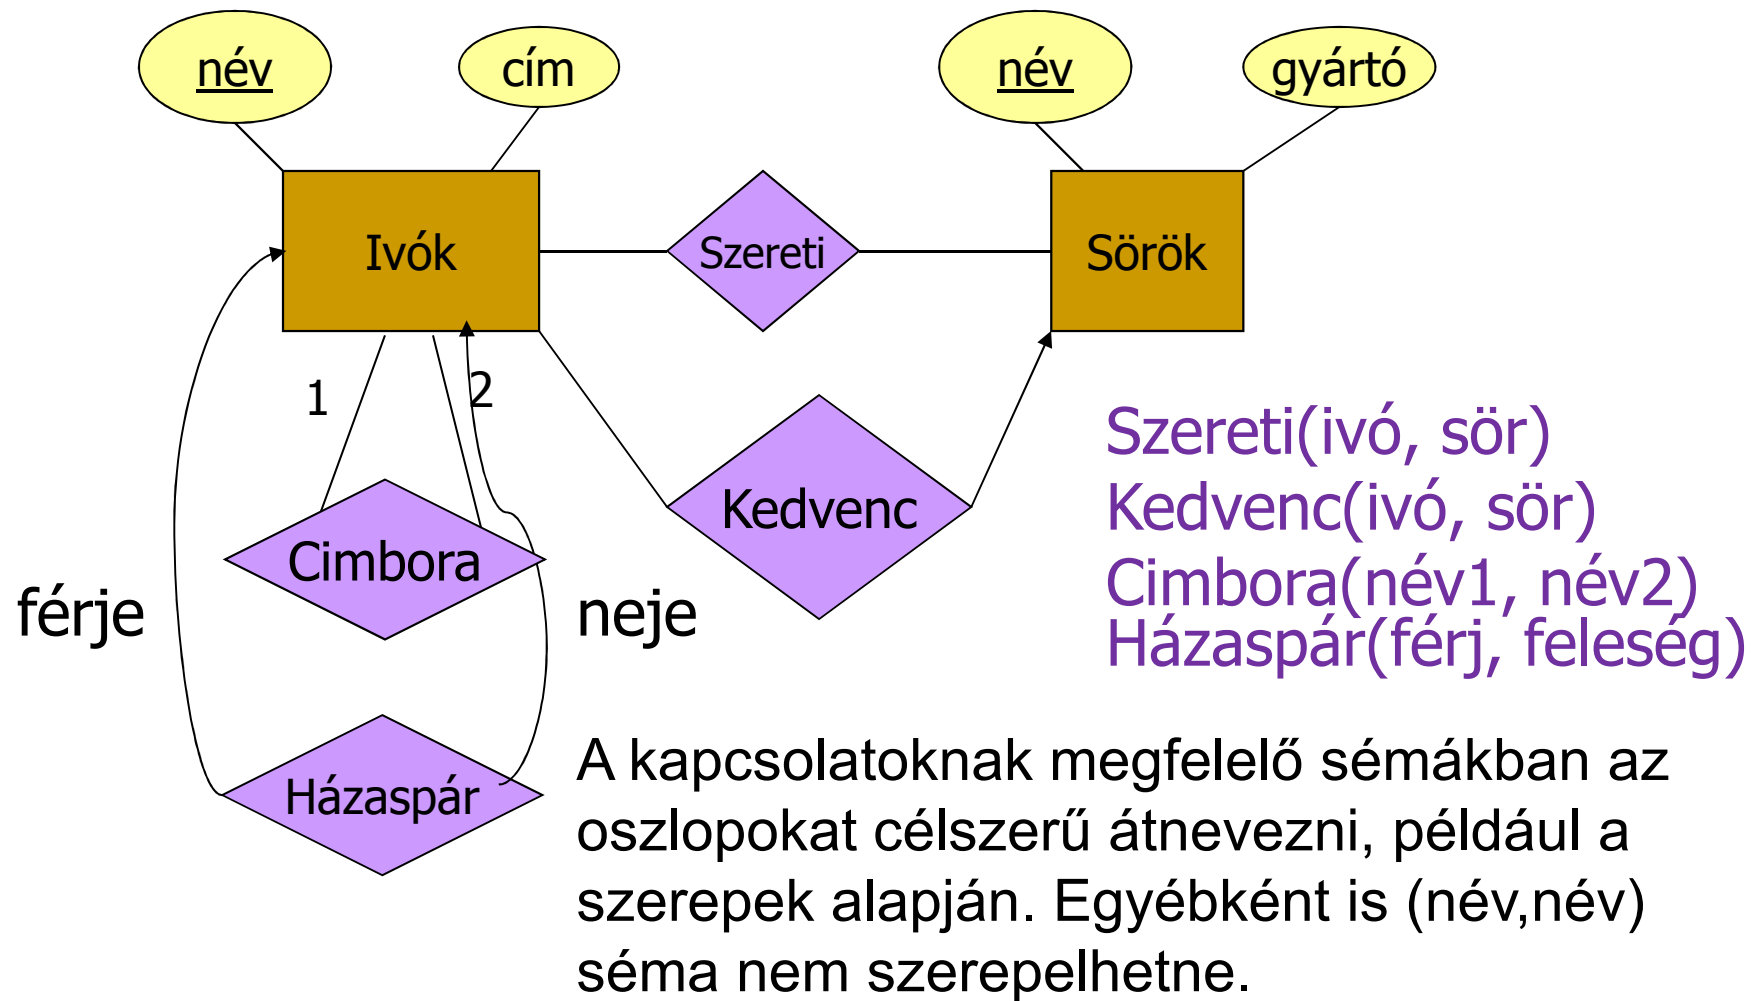 név
cím
név
gyártó
Ivók
Szereti
Sörök
1
2
Kedvenc
Szereti(ivó, sör)
Kedvenc(ivó, sör)
Cimbora(név1, név2)
Házaspár(férj, feleség)
Cimbora
férje
neje
Házaspár
A kapcsolatoknak megfelelő sémákban az
oszlopokat célszerű átnevezni, például a
szerepek alapján. Egyébként is (név,név)
séma nem szerepelhetne.